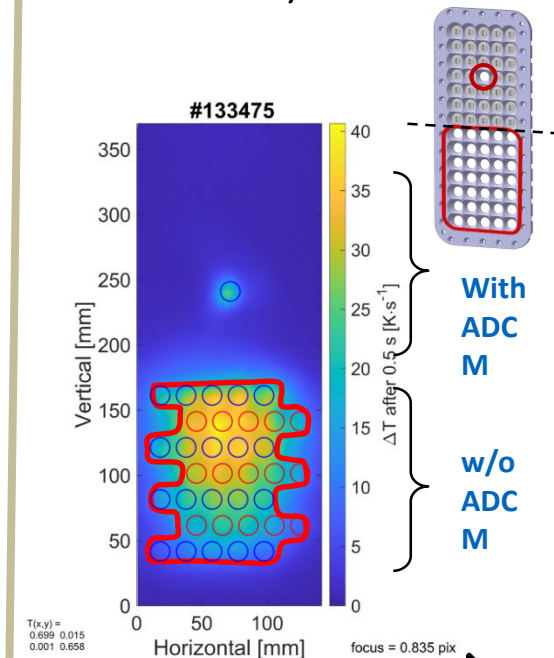 #133475
350
300
250
200
150
100
50
0
Vertical [mm]
0
50
100
Horizontal [mm]
40
35
30
25
20
15
10
5
0
ΔT after 0.5 s [K·s⁻¹]
With
ADC
M
w/o
ADC
M
T(x,y) =
0.699 0.015
0.001 0.658
focus = 0.835 pix